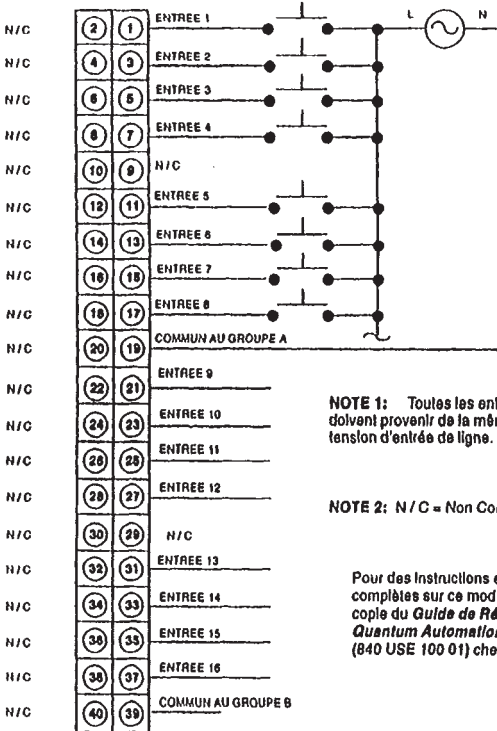 L N
N/C 2 1 ENTREE 1
N/C 4 3 ENTREE 2
N/C 6 5 ENTREE 3
N/C 8 7 ENTREE 4
N/C 10 9 N/C
N/C 12 11 ENTREE 5
N/C 14 13 ENTREE 6
N/C 16 15 ENTREE 7
N/C 18 17 ENTREE 8
N/C 20 19 COMMUN AU GROUPE A
N/C 22 21 ENTREE 9
N/C 24 23 ENTREE 10
N/C 26 25 ENTREE 11
N/C 28 27 ENTREE 12
N/C 30 29 N/C
N/C 32 31 ENTREE 13
N/C 34 33 ENTREE 14
N/C 36 35 ENTREE 15
N/C 38 37 ENTREE 16
N/C 40 39 COMMUN AU GROUPE B
NOTE 1: Toutes les
doivent provenir de la
tension d'entrée de ligne.
NOTE 2: N / C = Non
Pour des Instructions
complètes sur ce
copie du Guide de
Quantum
(840 USE 100 01)